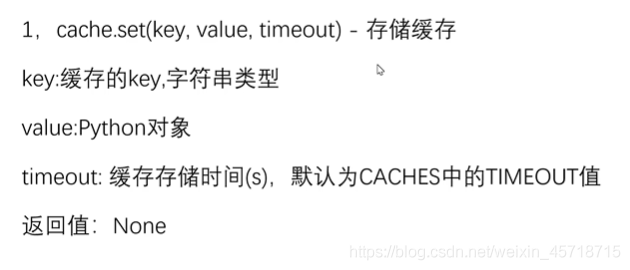 1，cache.set(key, value, timeout) - 存储缓存
key:缓存的key,字符串类型
value:Python对象
timeout: 缓存存储时间(s)，默认为CACHES中的TIMEOUT值
返回值：None
https://blog.csdn.net/weixin_45718715